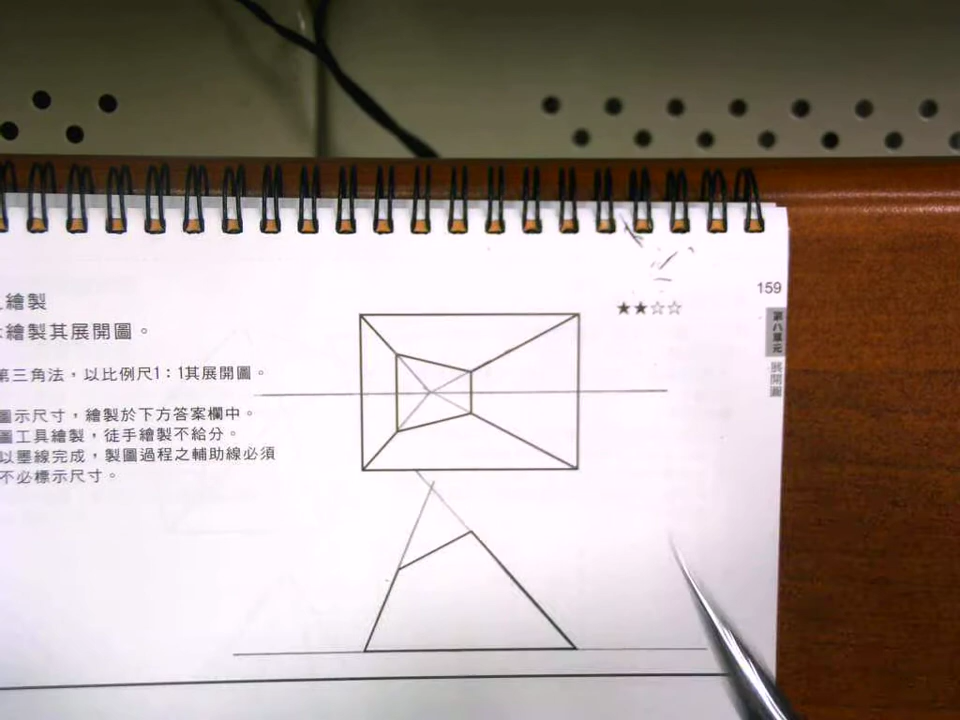 繪製
繪製其展開圖。
第三角法，以比例尺1：1其展開圖。
圖示尺寸，繪製於下方答案欄中。
圖工具繪製，徒手繪製不給分。
以墨線完成，製圖過程之輔助線必須
不必標示尺寸。
★★☆☆
159
第八單元
展開圖